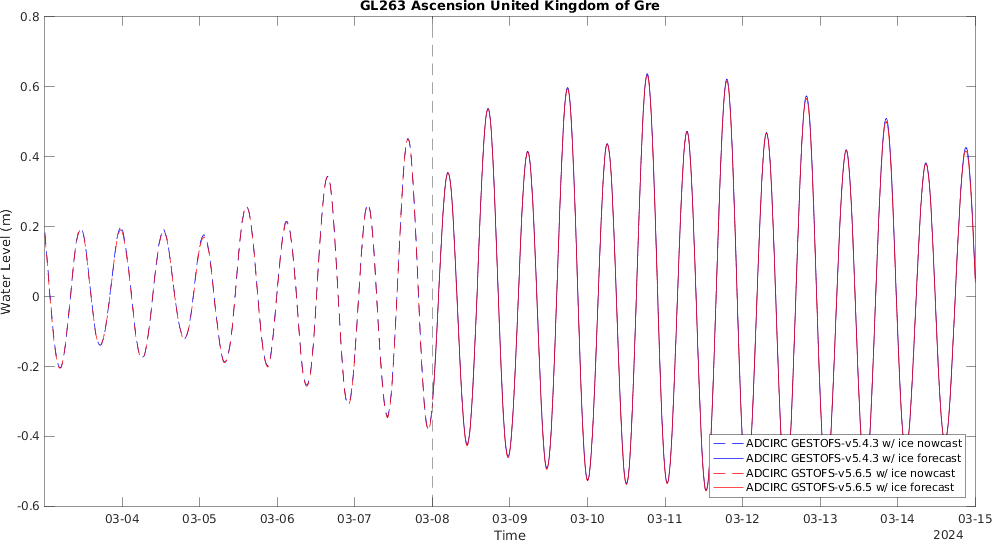 GL263 Ascension United Kingdom of Gre
Water Level (m)
0.8
0.6
0.4
0.2
0
-0.2
-0.4
-0.6
ADCIRC GESTOFS-v5.4.3 w/ ice nowcast
ADCIRC GESTOFS-v5.4.3 w/ ice forecast
ADCIRC GSTOFS-v5.6.5 w/ ice nowcast
ADCIRC GSTOFS-v5.6.5 w/ ice forecast
03-04 03-05 03-06 03-07 03-08 03-09 03-10 03-11 03-12 03-13 03-14 03-15
Time
2024